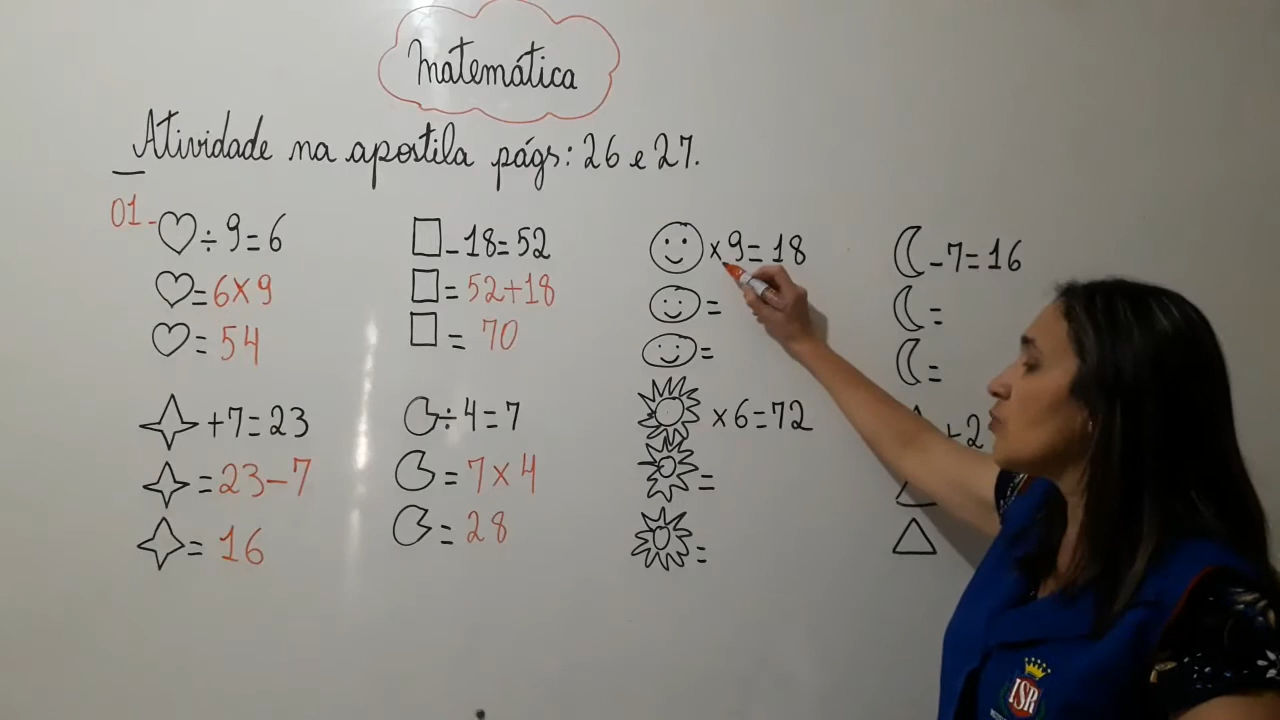 Matemática
Atividade na apostila págs: 26 e 27.
01-
÷ 9 = 6
= 6 x 9
= 54
- 18 = 52
= 52 + 18
= 70
x 9 = 18
=
=
- 7 = 16
=
=
+ 7 = 23
= 23 - 7
= 16
÷ 4 = 7
= 7 x 4
= 28
x 6 = 72
=
=
+ 2
ISR